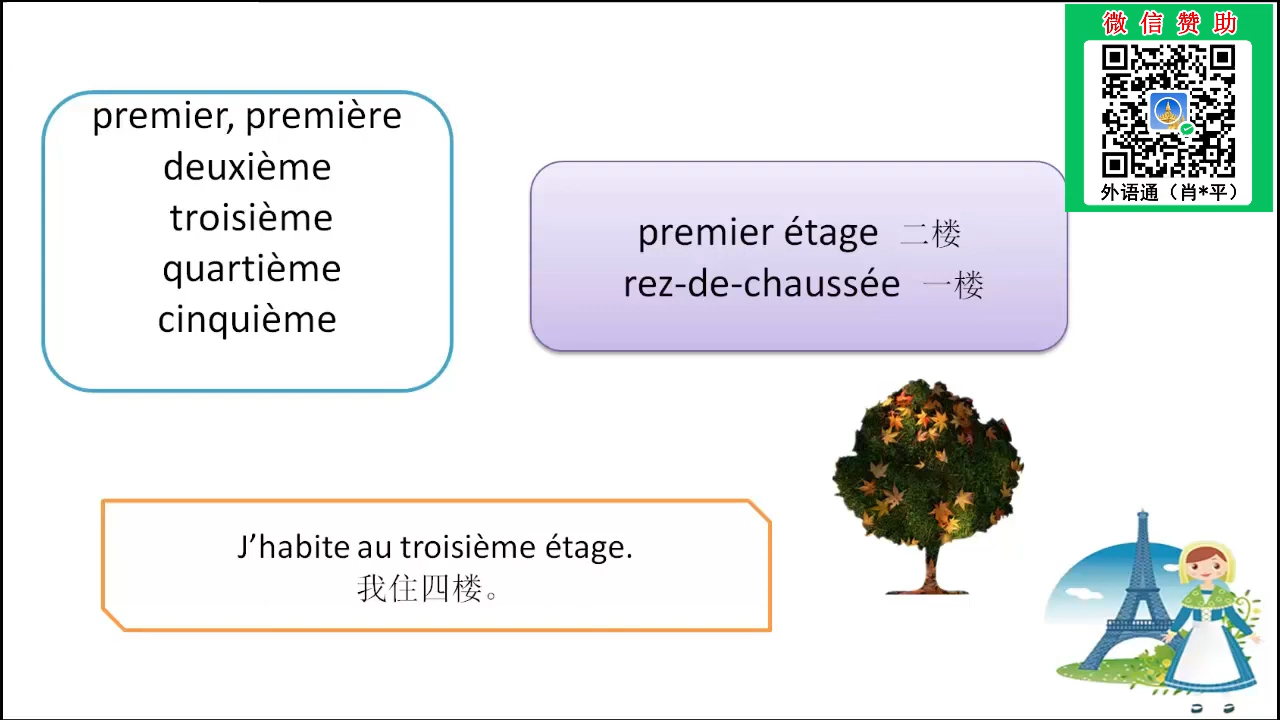 微信赞助
外语通（肖*平）
premier, première
deuxième
troisième
quartième
cinquième
premier étage 二楼
rez-de-chaussée 一楼
J’habite au troisième étage.
我住四楼。